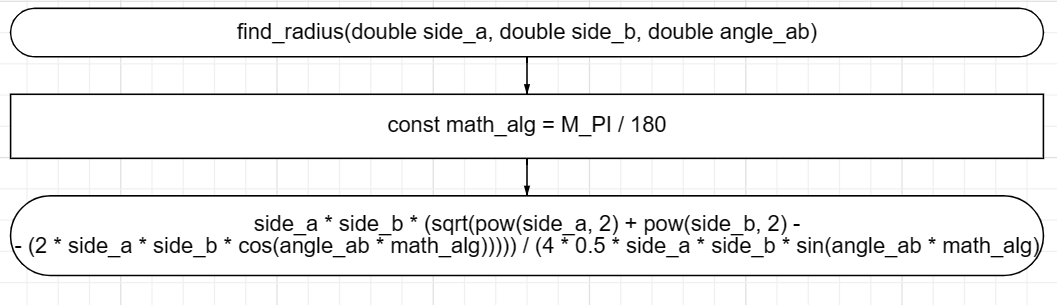 find_radius(double side_a, double side_b, double angle_ab)
const math_alg = M_PI / 180
side_a * side_b * (sqrt(pow(side_a, 2) + pow(side_b, 2) -
- (2 * side_a * side_b * cos(angle_ab * math_alg))))) / (4 * 0.5 * side_a * side_b * sin(angle_ab * math_alg)